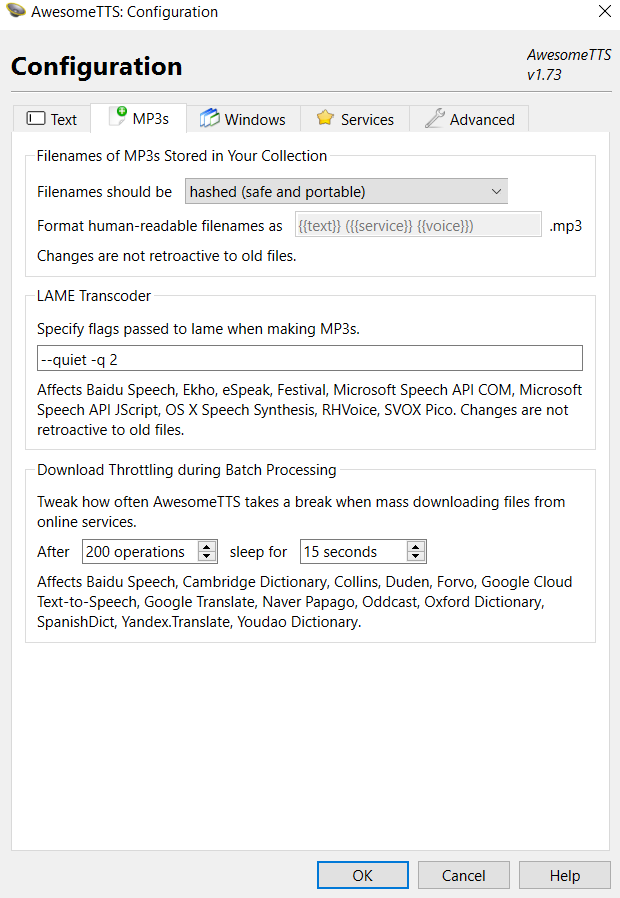 AwesomeTTS: Configuration
Configuration
AwesomeTTS
v1.73
Text
MP3s
Windows
Services
Advanced
Filenames of MP3s Stored in Your Collection
Filenames should be
hashed (safe and portable)
Format human-readable filenames as
{{text}} ({{service}} {{voice}})
.mp3
Changes are not retroactive to old files.
LAME Transcoder
Specify flags passed to lame when making MP3s.
--quiet -q 2
Affects Baidu Speech, Ekho, eSpeak, Festival, Microsoft Speech API COM, Microsoft
Speech API JScript, OS X Speech Synthesis, RHVoice, SVOX Pico. Changes are not
retroactive to old files.
Download Throttling during Batch Processing
Tweak how often AwesomeTTS takes a break when mass downloading files from
online services.
After
200 operations
sleep for
15 seconds
Affects Baidu Speech, Cambridge Dictionary, Collins, Duden, Forvo, Google Cloud
Text-to-Speech, Google Translate, Naver Papago, Oddcast, Oxford Dictionary,
SpanishDict, Yandex.Translate, Youdao Dictionary.
OK
Cancel
Help